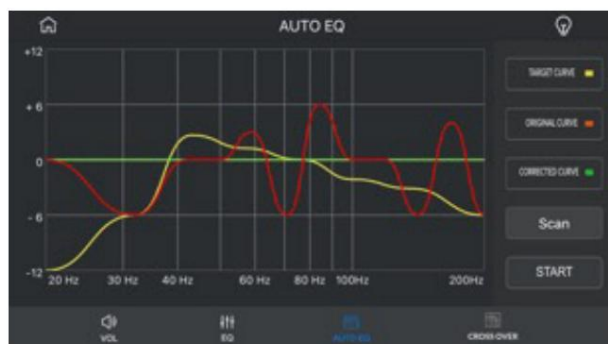 AUTO EQ
+12
+6
0
-6
-12
20 Hz 30 Hz 40 Hz 60 Hz 80 Hz 100Hz 200Hz
TARGET CURVE
ORIGINAL CURVE
CORRECTED CURVE
Scan
START
VOL EQ AUTO EQ CROSS OVER